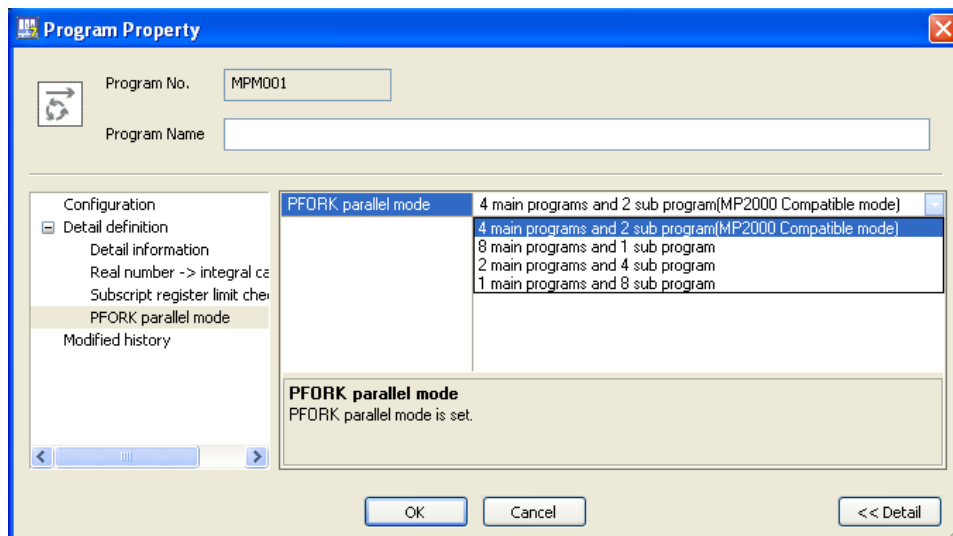 Program Property
Program No.
MPM001
Program Name
Configuration
Detail definition
Detail information
Real number -> integral ca
Subscript register limit che
PFORK parallel mode
Modified history
PFORK parallel mode
4 main programs and 2 sub program(MP2000 Compatible mode)
4 main programs and 2 sub program(MP2000 Compatible mode)
8 main programs and 1 sub program
2 main programs and 4 sub program
1 main programs and 8 sub program
PFORK parallel mode
PFORK parallel mode is set.
OK
Cancel
<< Detail